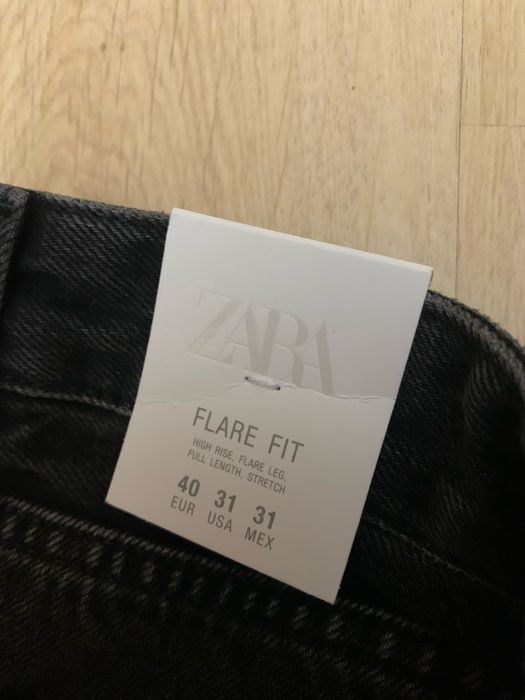 ZARA
FLARE FIT
HIGH RISE, FLARE LEG,
FULL LENGTH, STRETCH
40 31 31
EUR USA MEX